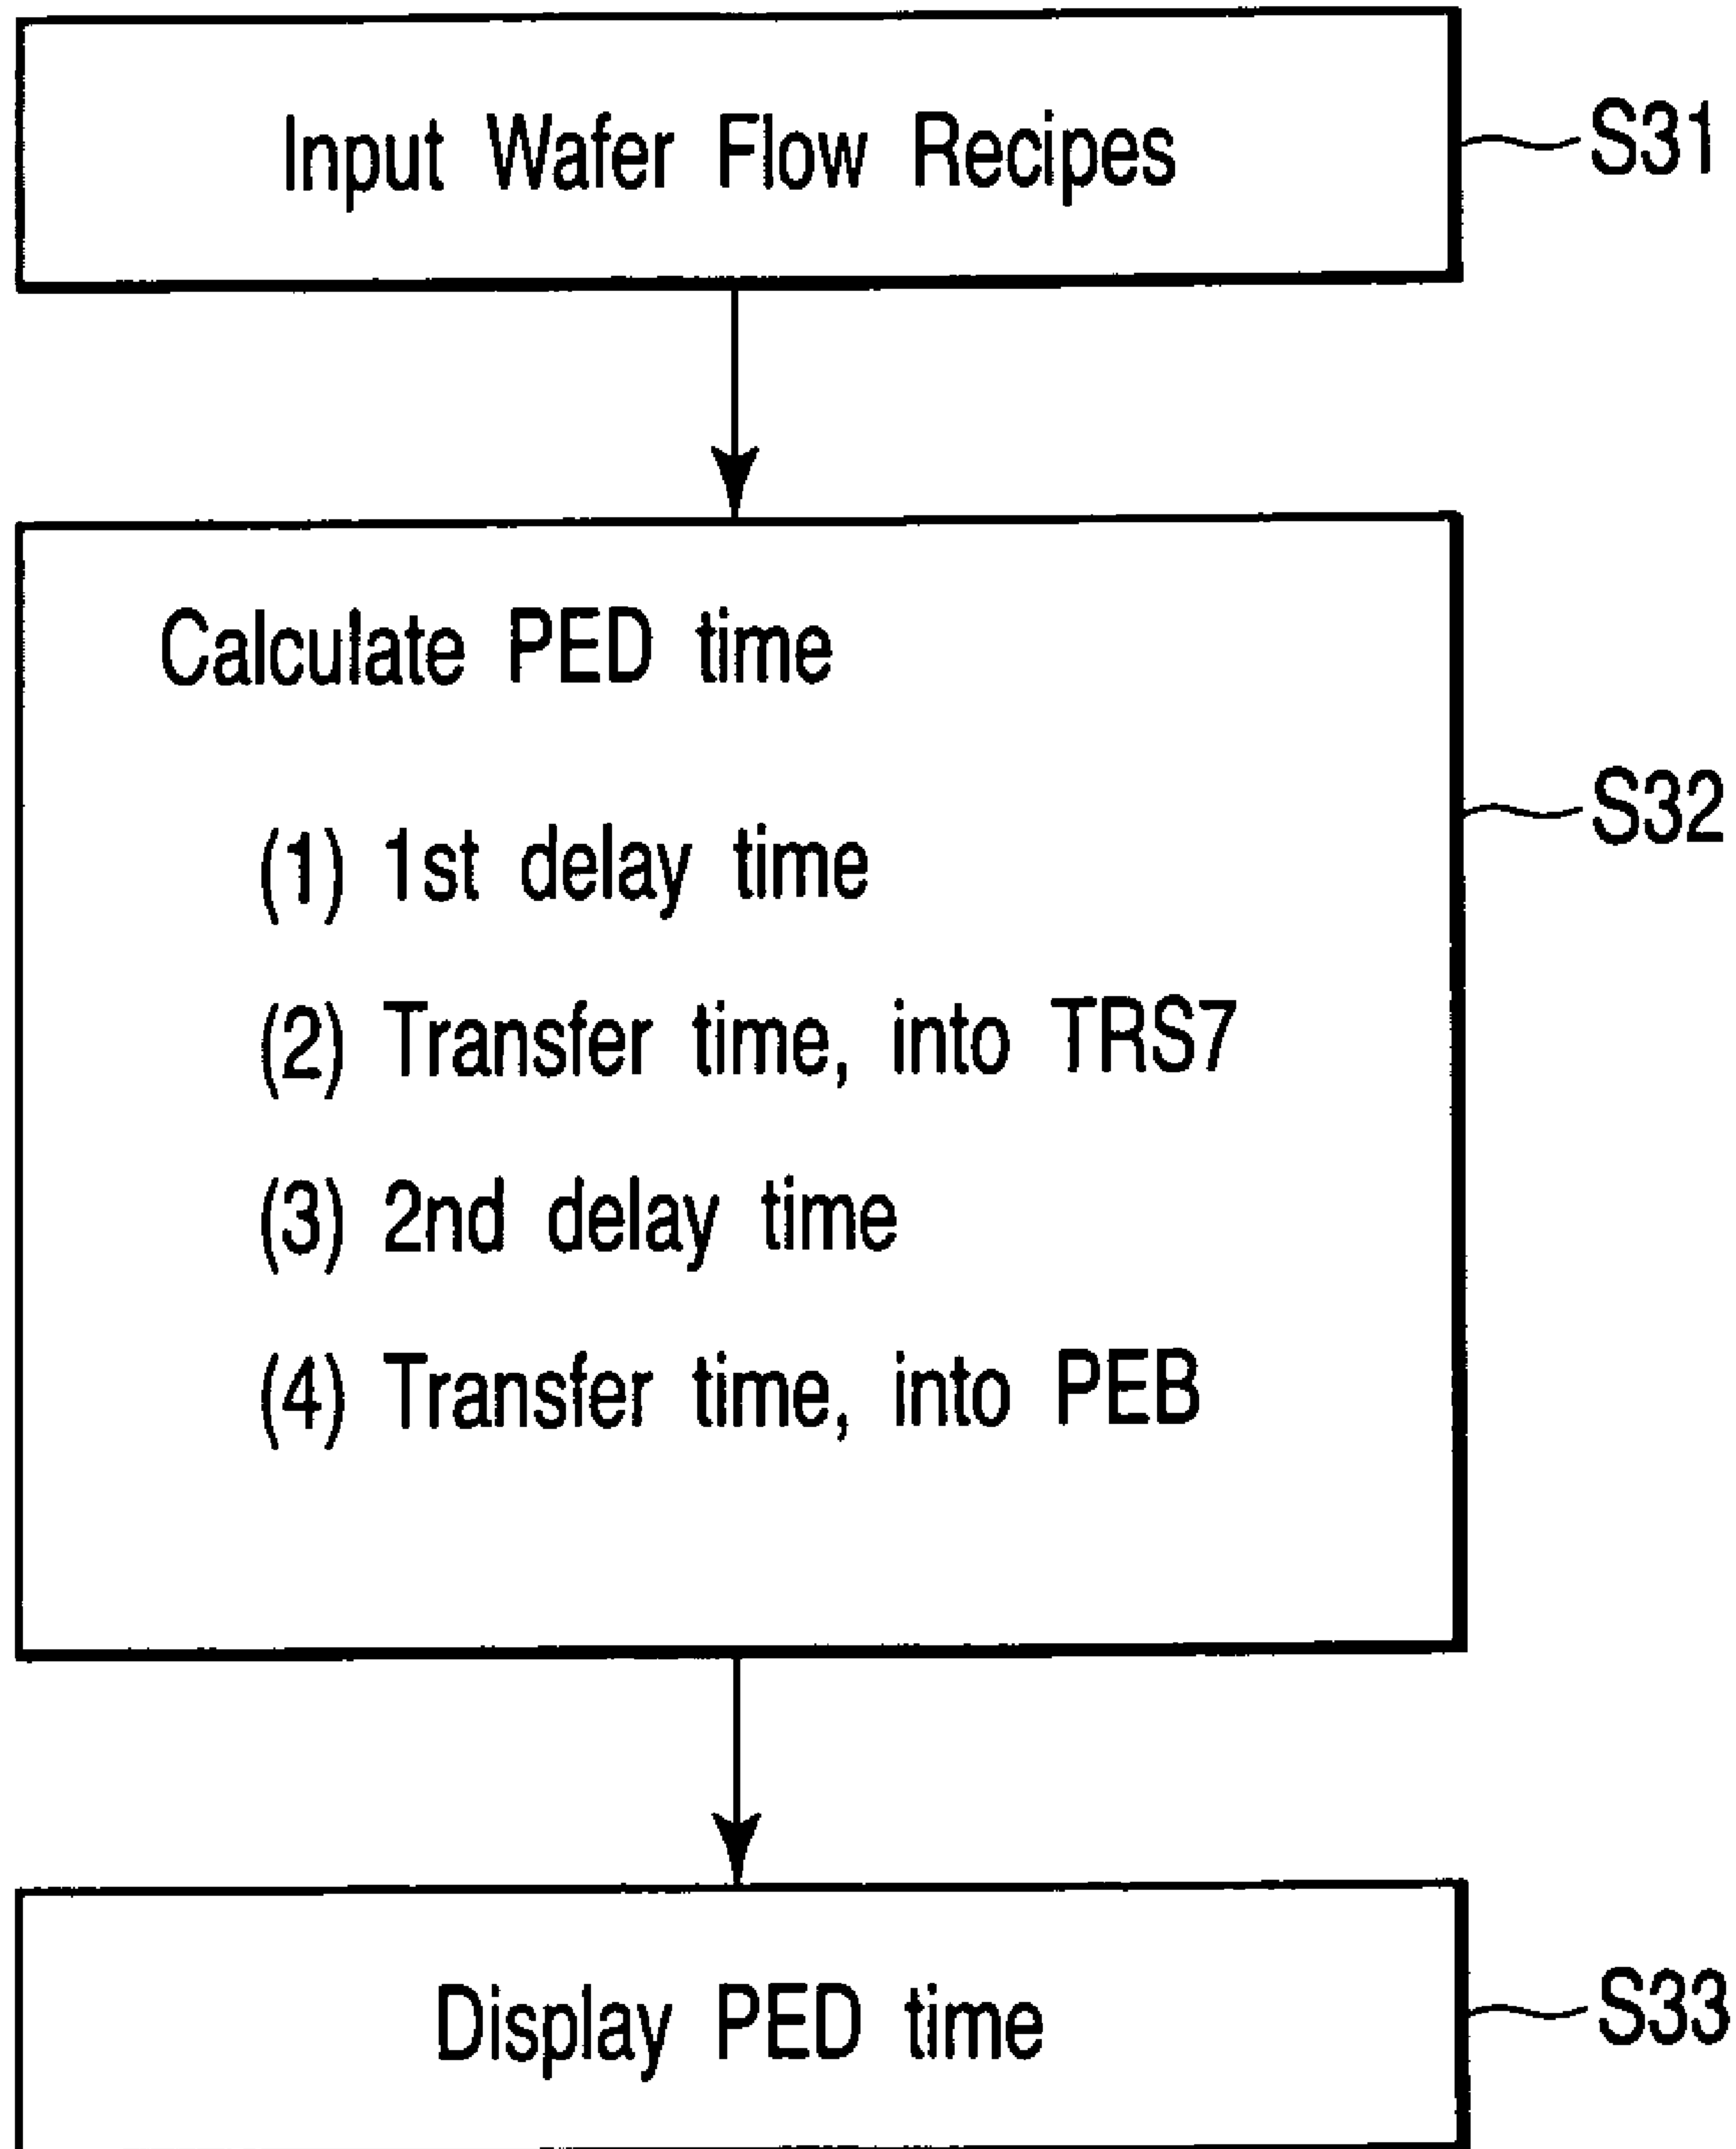 Input Wafer Flow Recipes
S31
Calculate PED time
S32
(1) 1st delay time
(2) Transfer time, into TRS7
(3) 2nd delay time
(4) Transfer time, into PEB
Display PED time
S33